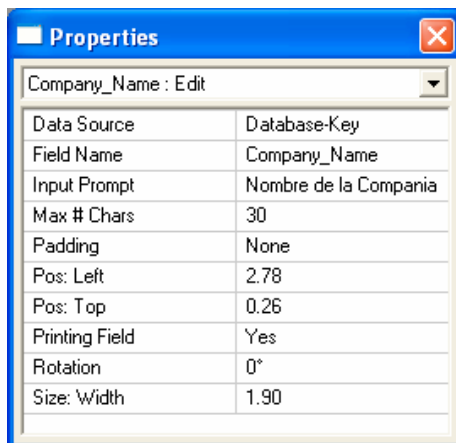 Properties
Company_Name : Edit
Data Source Database-Key
Field Name Company_Name
Input Prompt Nombre de la Compania
Max # Chars 30
Padding None
Pos: Left 2.78
Pos: Top 0.26
Printing Field Yes
Rotation 0°
Size: Width 1.90